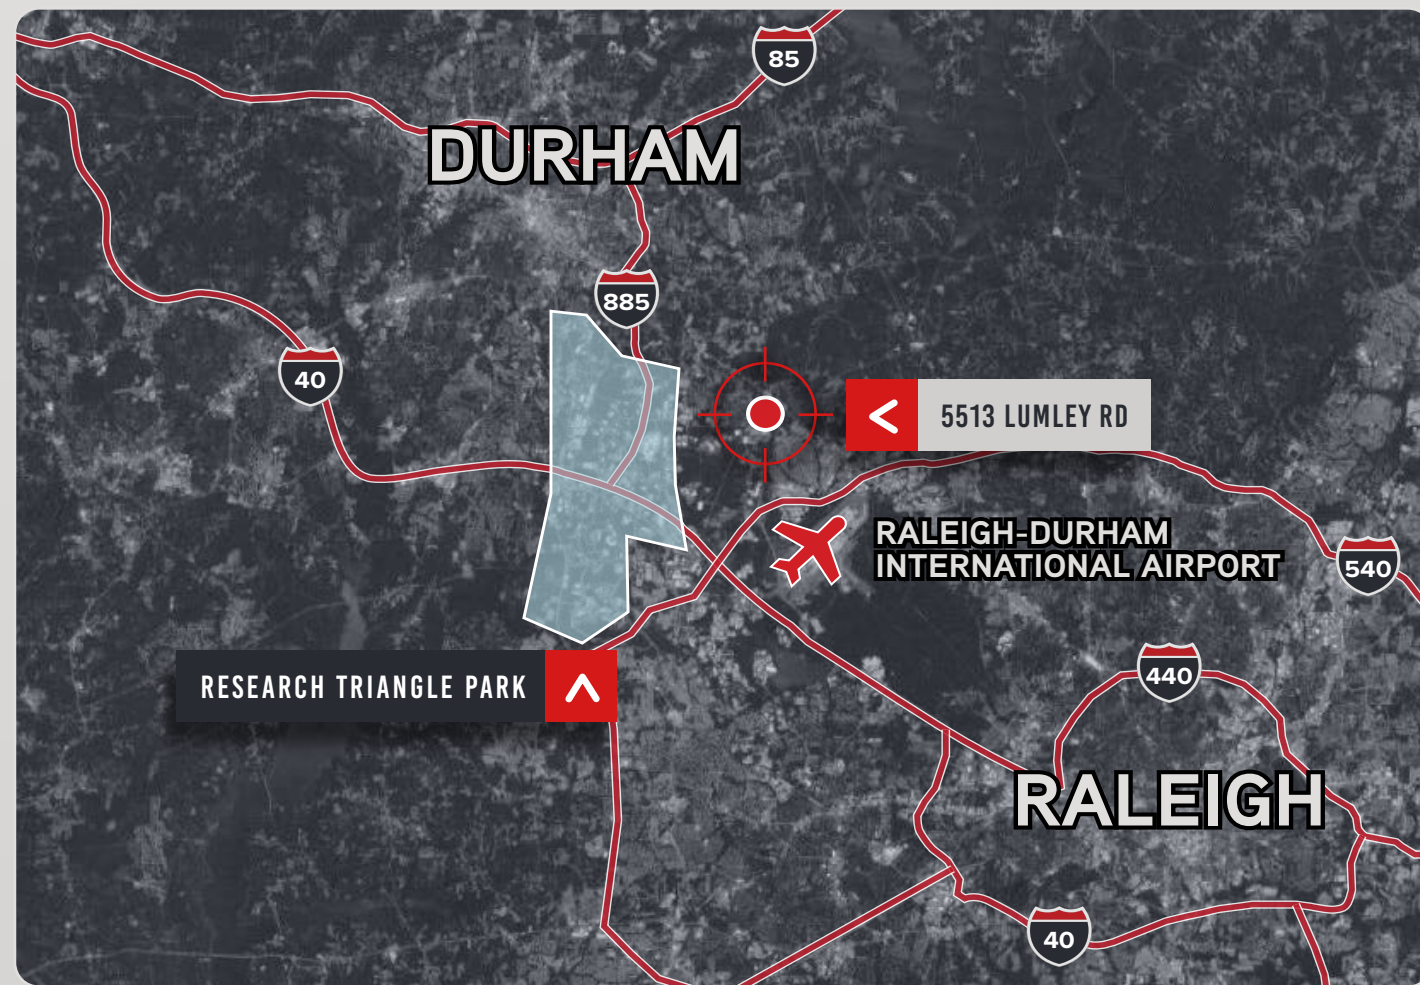 85
DURHAM
885
40
5513 LUMLEY RD
RALEIGH-DURHAM
INTERNATIONAL AIRPORT
540
RESEARCH TRIANGLE PARK
440
RALEIGH
40